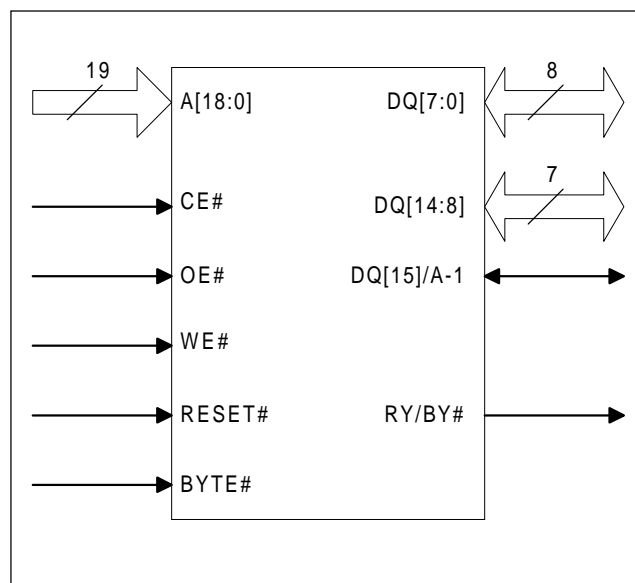 19
8
A[18:0]
DQ[7:0]
7
CE#
DQ[14:8]
OE#
DQ[15]/A-1
WE#
RESET#
RY/BY#
BYTE#